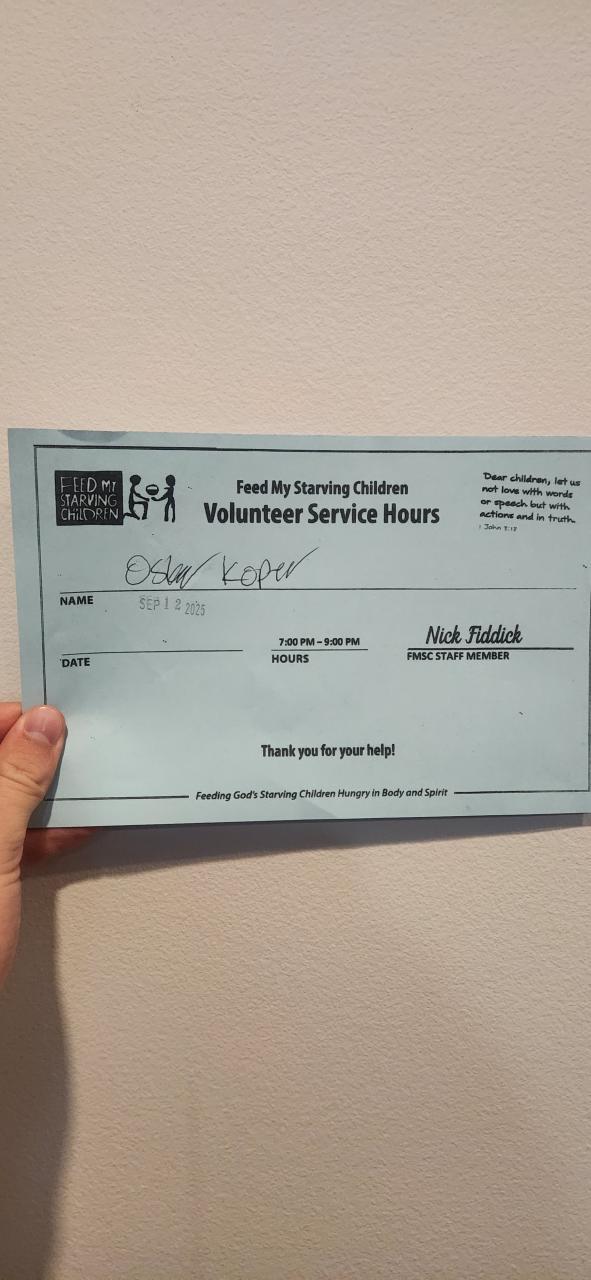 FEED MY
STARVING
CHILDREN
Feed My Starving Children
Volunteer Service Hours
"Dear children, let us
not love with words
or speech but with
actions and in truth.
1 John 3:18
Koper
NAME
SEP 12 2025
DATE
7:00 PM – 9:00 PM
HOURS
Nick Fiddick
FMSC STAFF MEMBER
Thank you for your help!
Feeding God's Starving Children Hungry in Body and Spirit